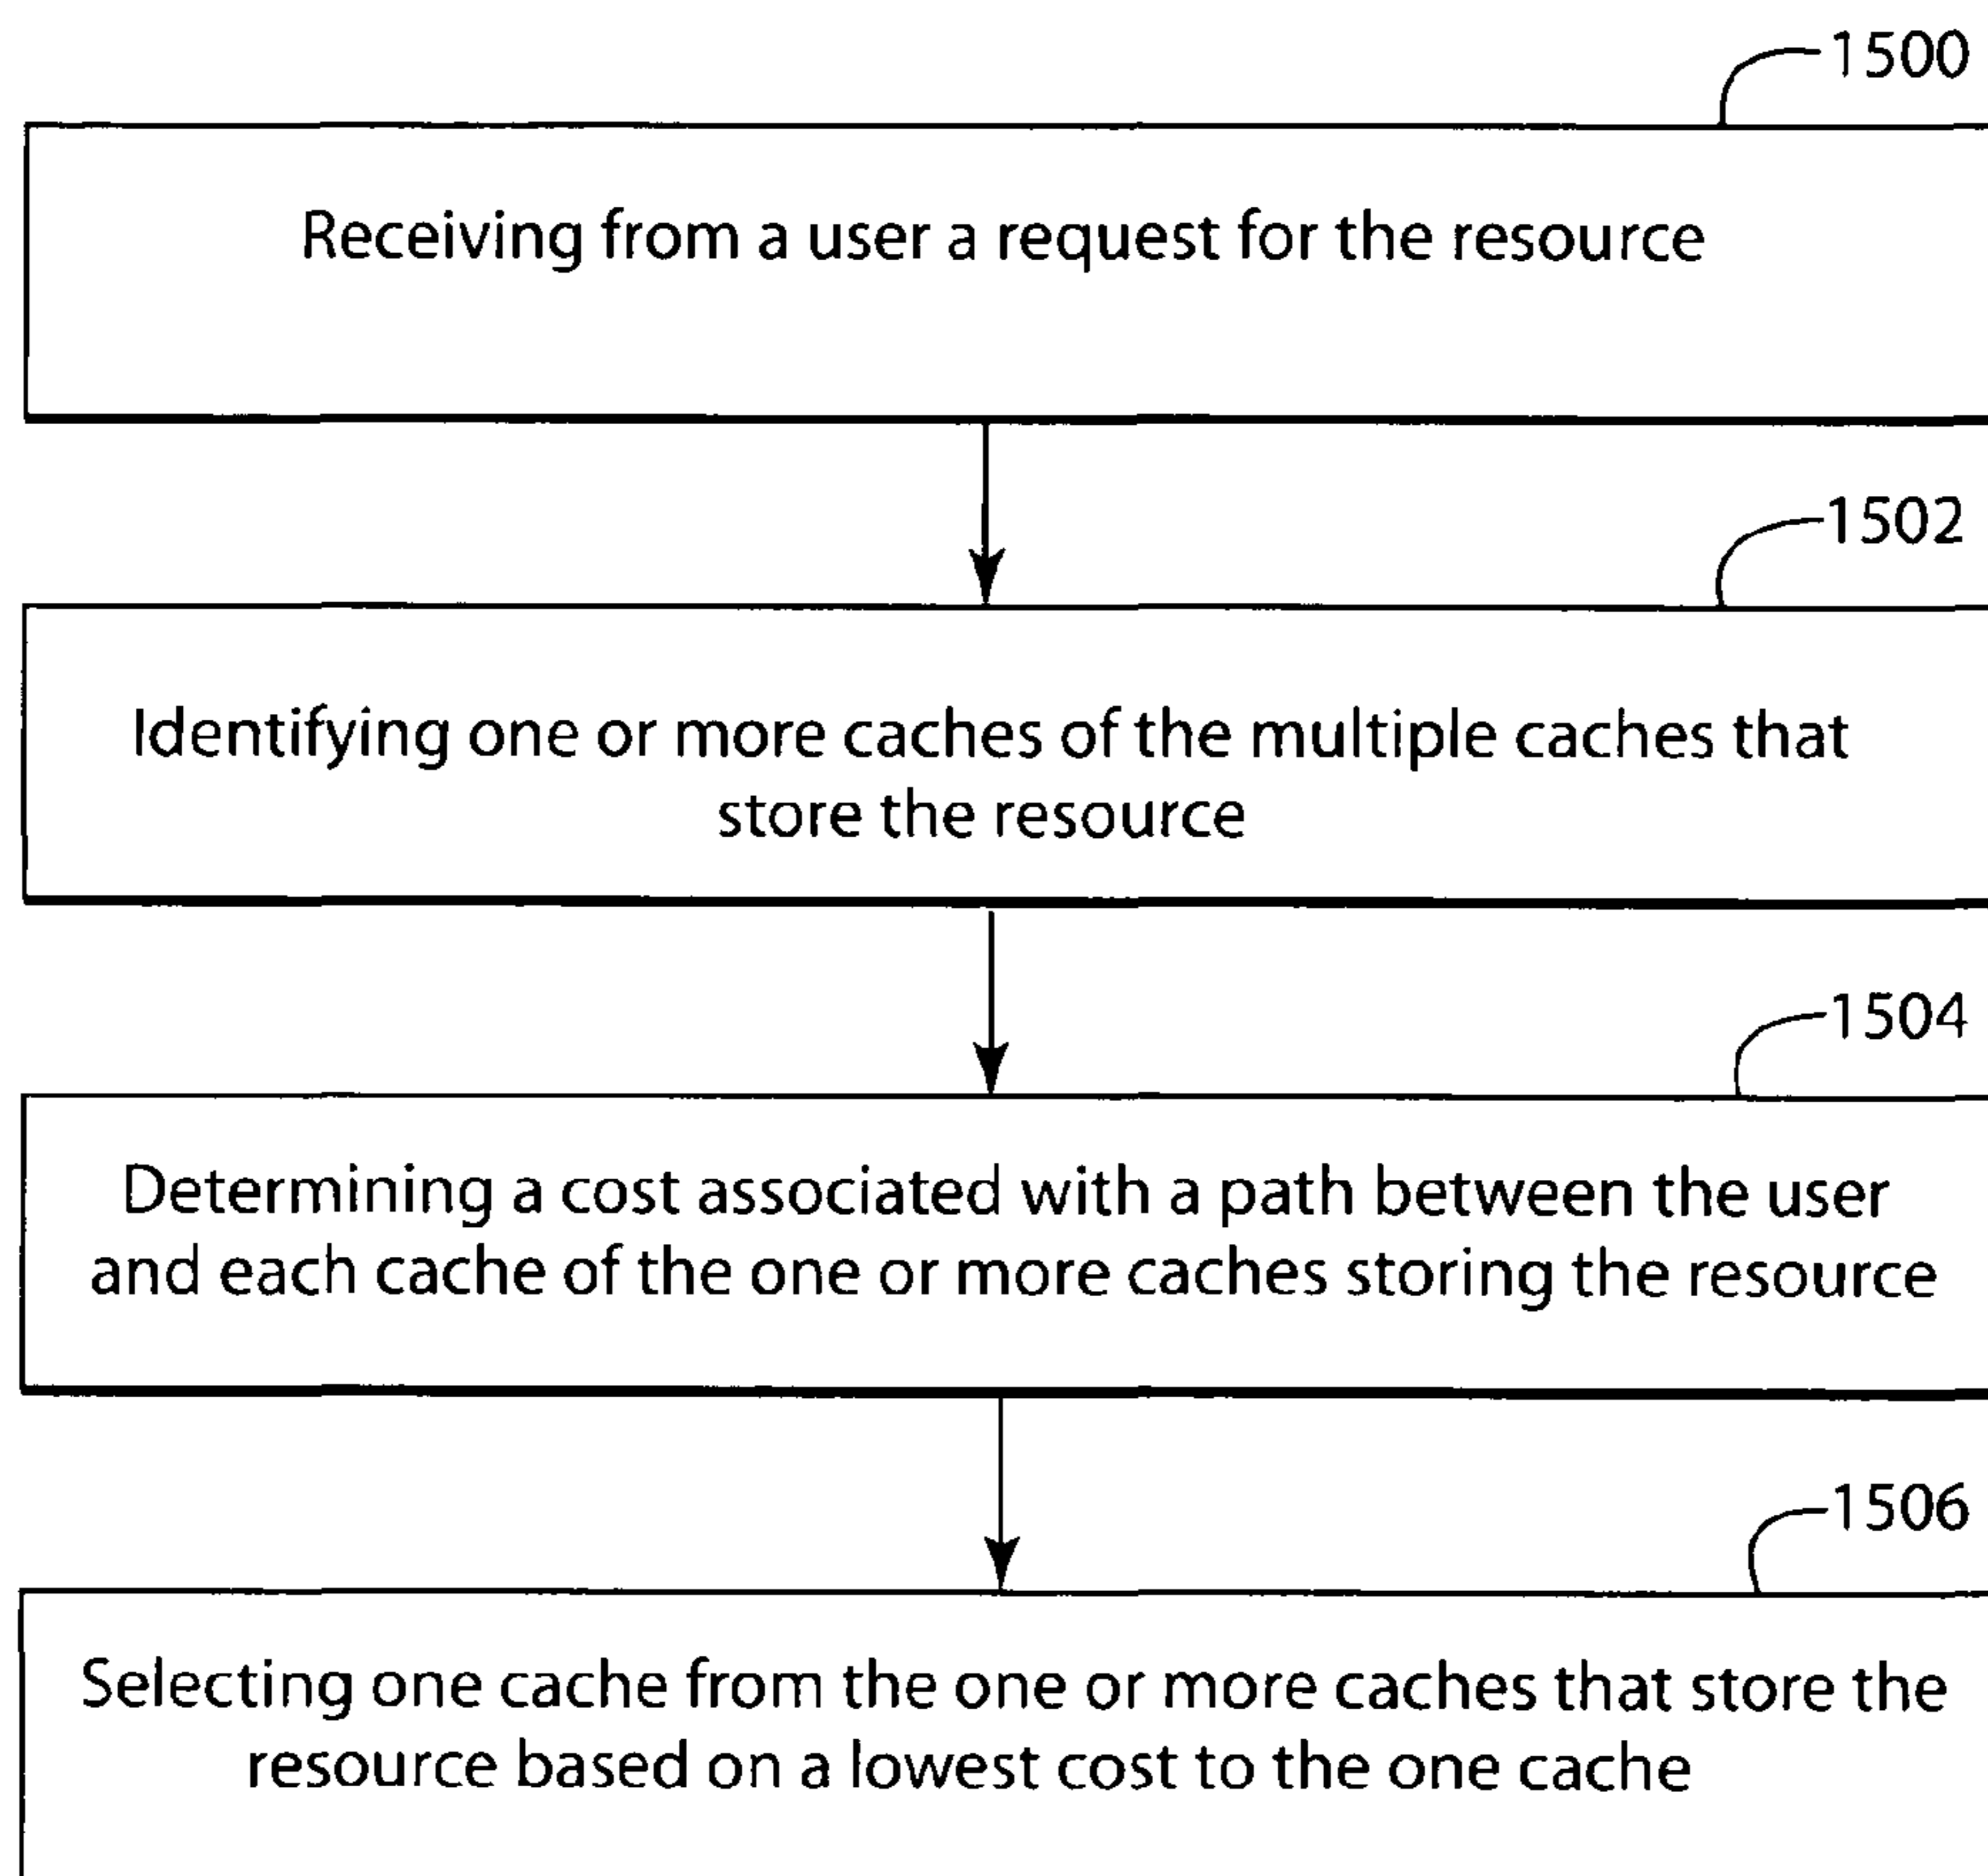 1500
Receiving from a user a request for the resource
1502
Identifying one or more caches of the multiple caches that
store the resource
1504
Determining a cost associated with a path between the user
and each cache of the one or more caches storing the resource
1506
Selecting one cache from the one or more caches that store the
resource based on a lowest cost to the one cache